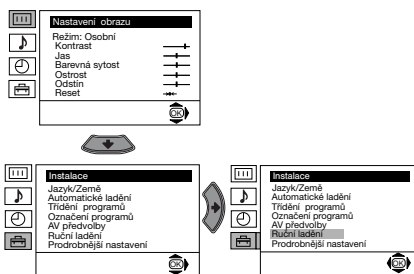 Nastavení obrazu
Režim: Osobní
Kontrast
Jas
Barevná sytost
Ostrost
Odstín
Reset
OK
Instalace
Jazyk/Země
Automatické ladění
Třídění programů
Označení programů
AV předvolby
Ruční ladění
Prodrobnější nastavení
OK
Instalace
Jazyk/Země
Automatické ladění
Třídění programů
Označení programů
AV předvolby
Ruční ladění
Prodrobnější nastavení
OK